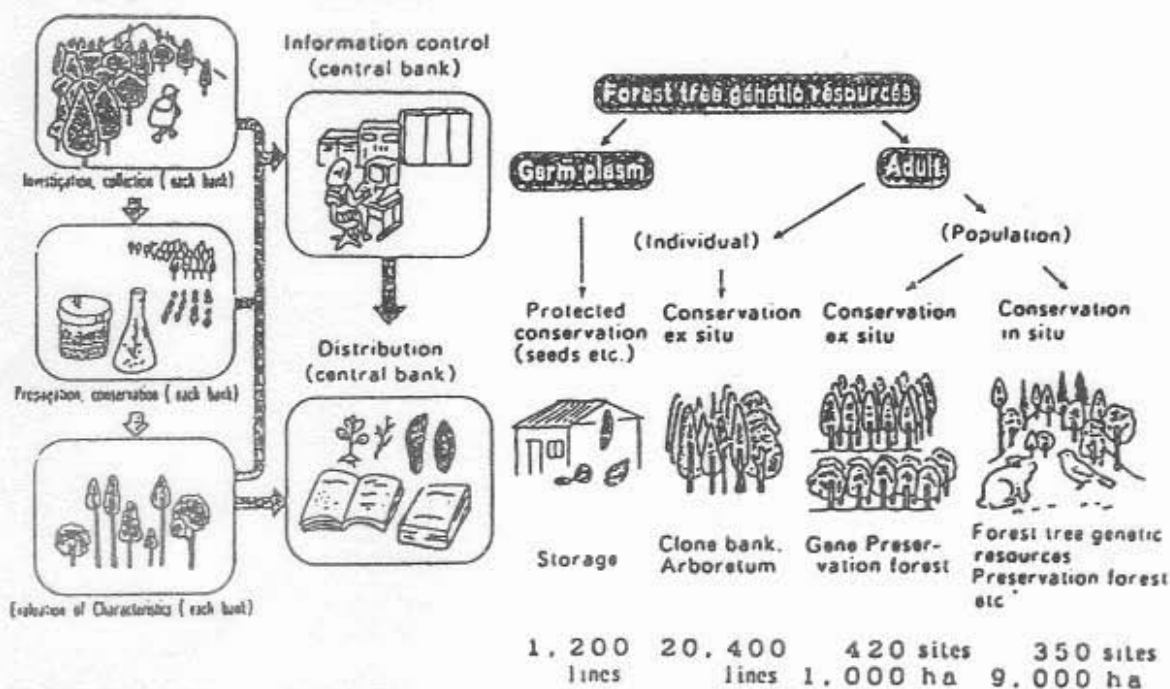 Investigation, collection ( each bank)
Propagation, conservation ( each bank)
Evaluation of Characteristics ( each bank)
Information control
(central bank)
Distribution
(central bank)
Forest tree genetic resources
Germ plasm
Adult
(Individual)
(Population)
Protected
conservation
(seeds etc.)
Conservation
ex situ
Conservation
ex situ
Conservation
in situ
Storage
Clone bank.
Arboretum
Gene Preser-
vation forest
Forest tree genetic
resources
Preservation forest
etc
1,200
lines
20,400
lines
420 sites
1,000 ha
350 sites
9,000 ha